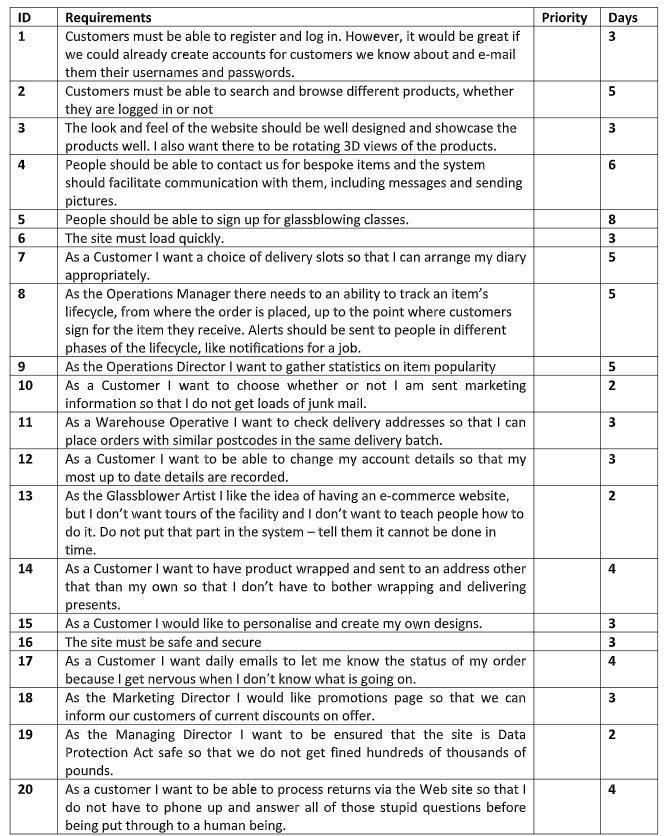 ID Requirements Priority Days
1 Customers must be able to register and log in. However, it would be great if 3
we could already create accounts for customers we know about and e-mail
them their usernames and passwords.
2 Customers must be able to search and browse different products, whether 5
they are logged in or not
3 The look and feel of the website should be well designed and showcase the 3
products well. I also want there to be rotating 3D views of the products.
4 People should be able to contact us for bespoke items and the system 6
should facilitate communication with them, including messages and sending
pictures.
5 People should be able to sign up for glassblowing classes. 8
6 The site must load quickly. 3
7 As a Customer I want a choice of delivery slots so that I can arrange my diary 5
appropriately.
8 As the Operations Manager there needs to an ability to track an item's 5
lifecycle, from where the order is placed, up to the point where customers
sign for the item they receive. Alerts should be sent to people in different
phases of the lifecycle, like notifications for a job.
9 As the Operations Director I want to gather statistics on item popularity 5
10 As a Customer I want to choose whether or not I am sent marketing 2
information so that I do not get loads of junk mail.
11 As a Warehouse Operative I want to check delivery addresses so that I can 3
place orders with similar postcodes in the same delivery batch.
12 As a Customer I want to be able to change my account details so that my 3
most up to date details are recorded.
13 As the Glassblower Artist I like the idea of having an e-commerce website, 2
but I don't want tours of the facility and I don't want to teach people how to
do it. Do not put that part in the system – tell them it cannot be done in
time.
14 As a Customer I want to have product wrapped and sent to an address other 4
that than my own so that I don't have to bother wrapping and delivering
presents.
15 As a Customer I would like to personalise and create my own designs. 3
16 The site must be safe and secure 3
17 As a Customer I want daily emails to let me know the status of my order 4
because I get nervous when I don't know what is going on.
18 As the Marketing Director I would like promotions page so that we can 3
inform our customers of current discounts on offer.
19 As the Managing Director I want to be ensured that the site is Data 2
Protection Act safe so that we do not get fined hundreds of thousands of
pounds.
20 As a customer I want to be able to process returns via the Web site so that I 4
do not have to phone up and answer all of those stupid questions before
being put through to a human being.